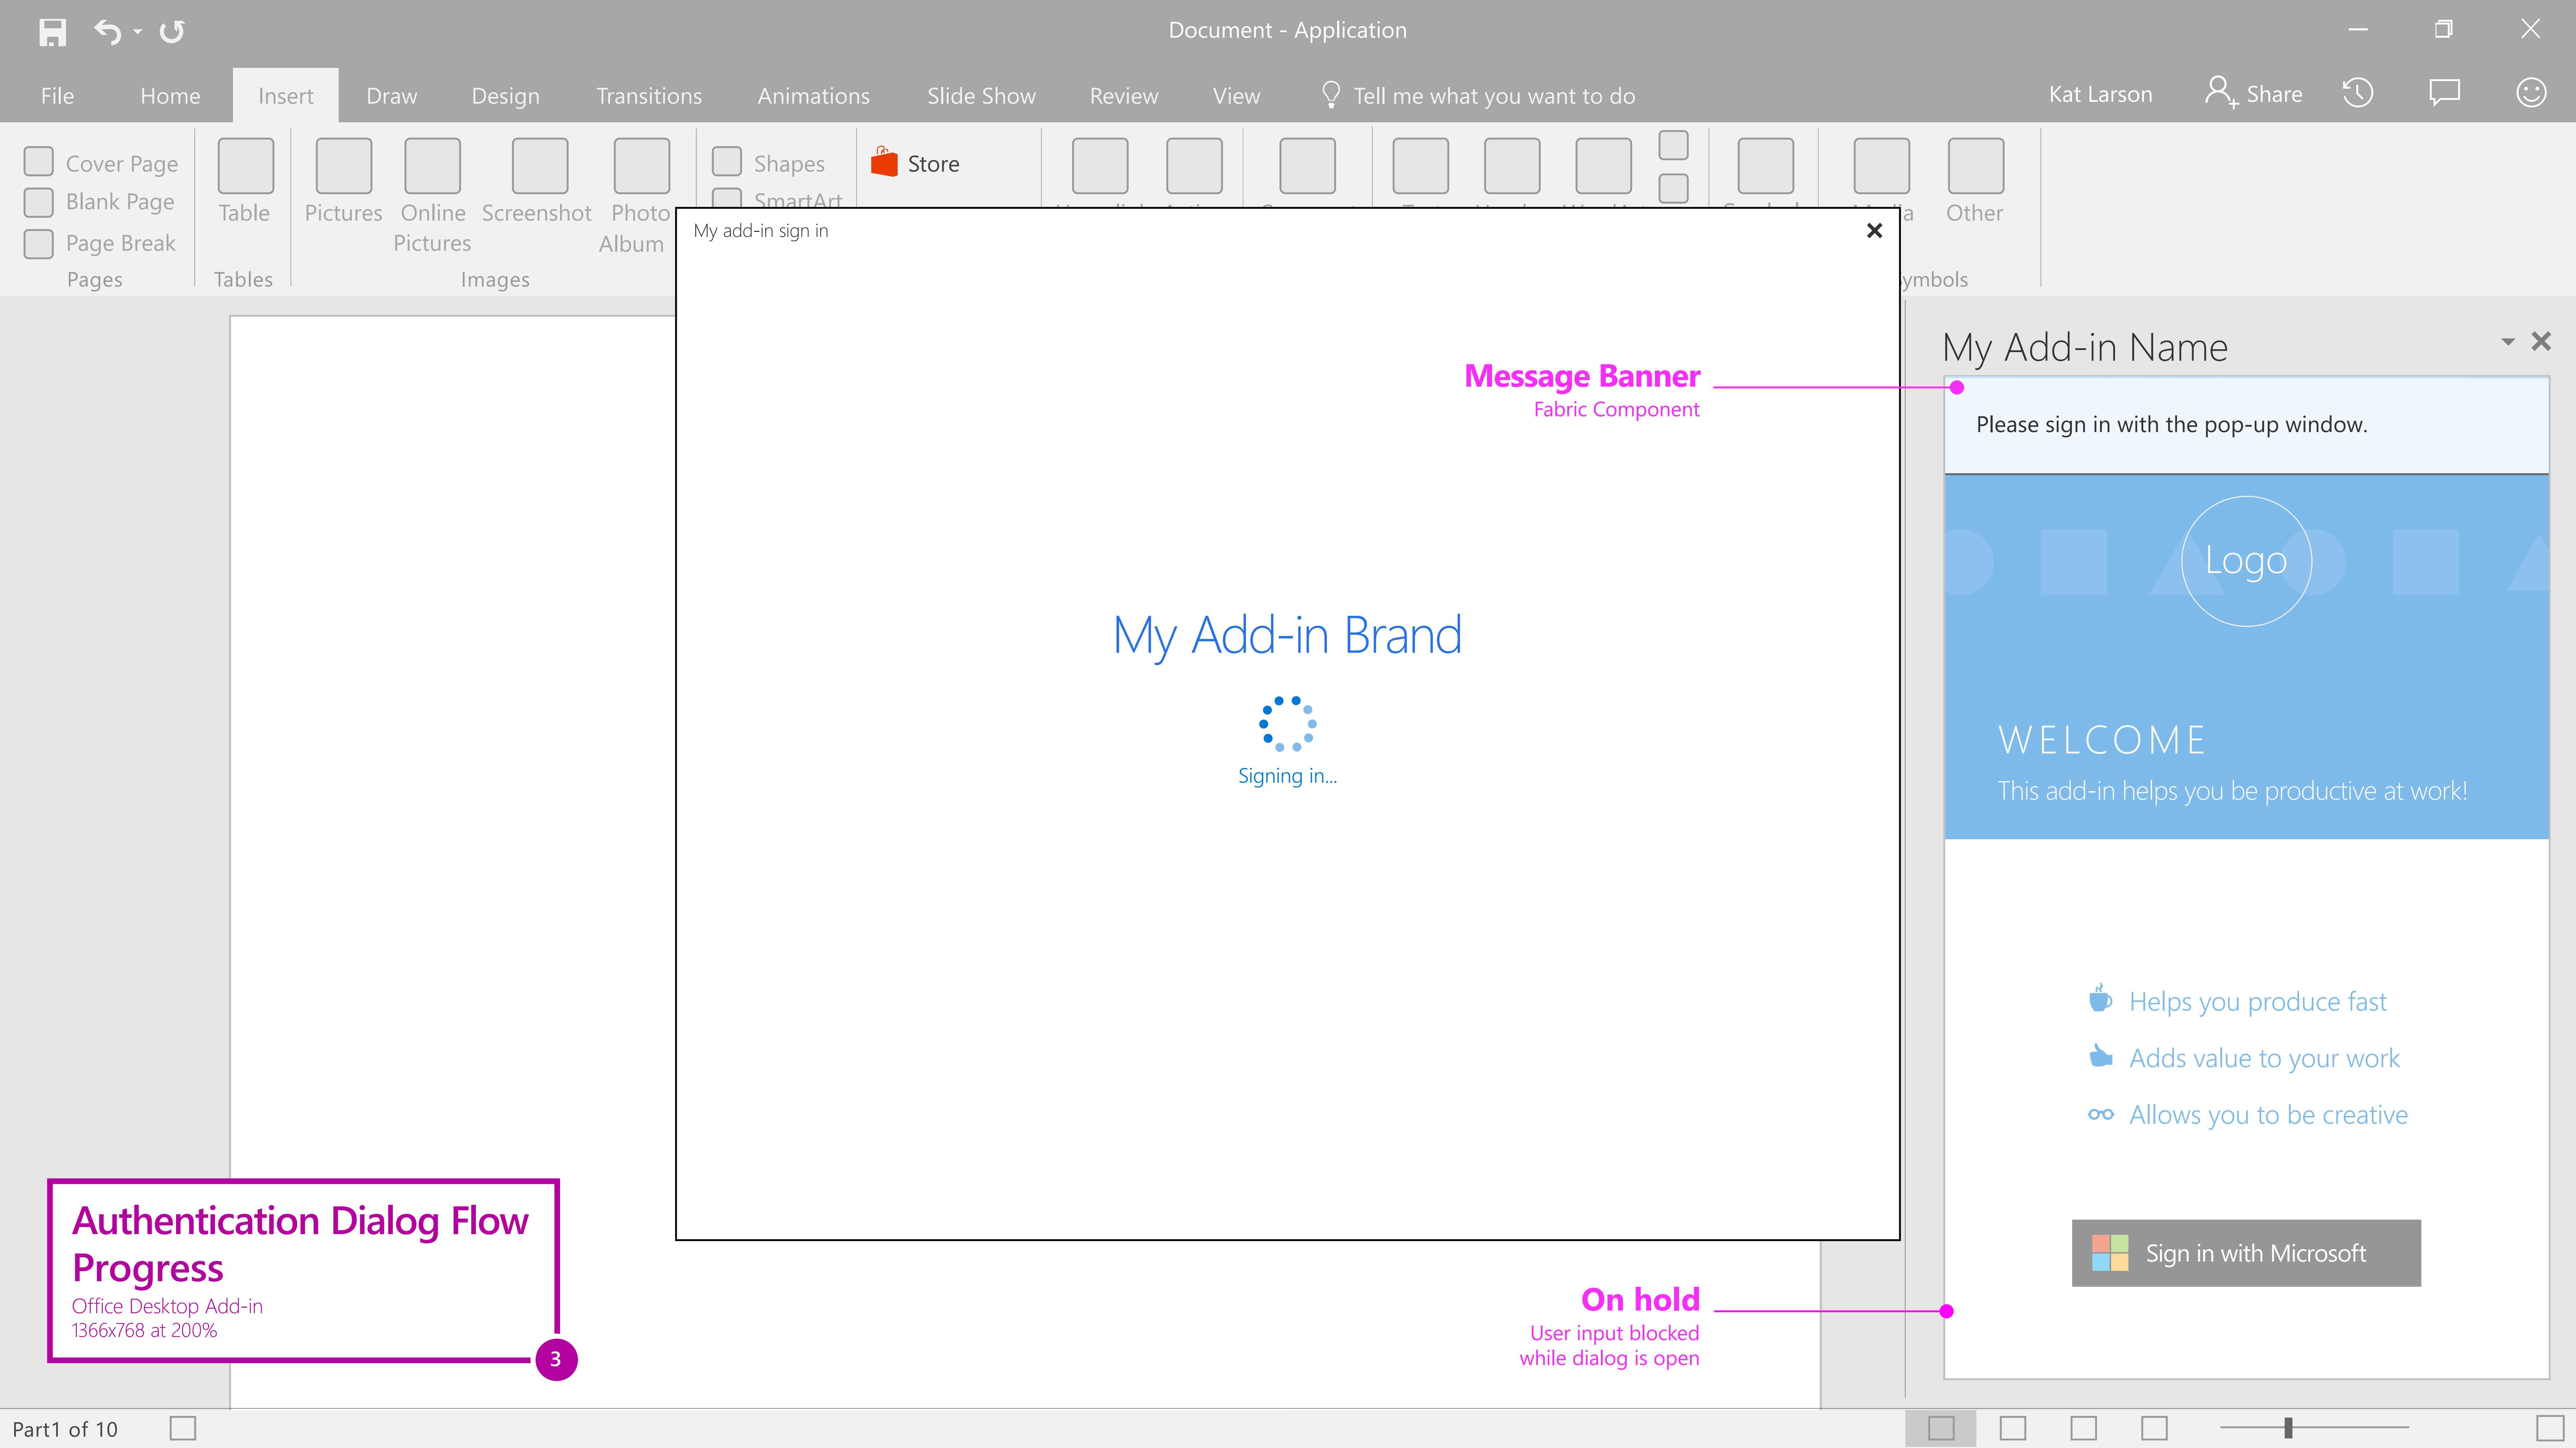 Document - Application
File
Home
Insert
Draw
Design
Transitions
Animations
Slide Show
Review
View
Tell me what you want to do
Kat Larson
Share
Cover Page
Blank Page
Page Break
Pages
Table
Tables
Pictures
Online
Pictures
Screenshot
Photo
Album
Images
Shapes
SmartArt
Store
Other
My add-in sign in
Message Banner
Fabric Component
My Add-in Brand
Signing in...
My Add-in Name
Please sign in with the pop-up window.
Logo
WELCOME
This add-in helps you be productive at work!
Helps you produce fast
Adds value to your work
Allows you to be creative
Sign in with Microsoft
On hold
User input blocked
while dialog is open
Authentication Dialog Flow
Progress
Office Desktop Add-in
1366x768 at 200%
3
Part1 of 10